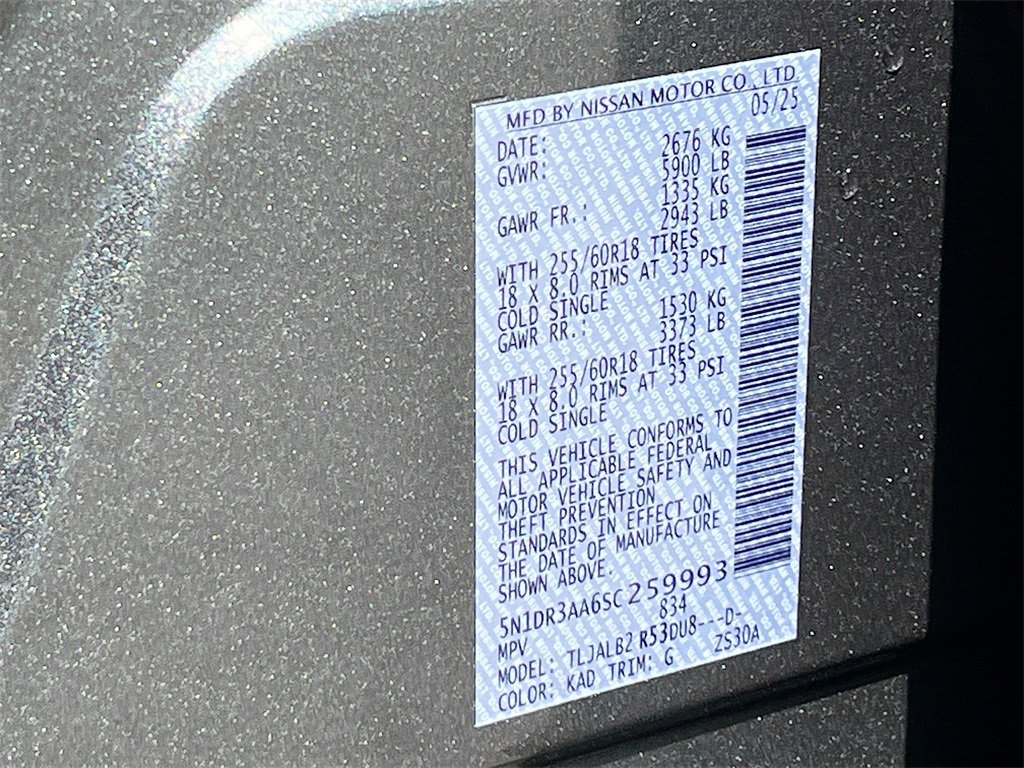 MFD BY NISSAN MOTOR CO., LTD.
DATE: 05/25
GVWR: 2676 KG
5900 LB
GAWR FR.: 1335 KG
2943 LB
WITH 255/60R18 TIRES
18 X 8.0 RIMS AT 33 PSI
COLD SINGLE
GAWR RR.: 1530 KG
3373 LB
WITH 255/60R18 TIRES
18 X 8.0 RIMS AT 33 PSI
COLD SINGLE
THIS VEHICLE CONFORMS TO
ALL APPLICABLE FEDERAL
MOTOR VEHICLE SAFETY AND
THEFT PREVENTION
STANDARDS IN EFFECT ON
THE DATE OF MANUFACTURE
SHOWN ABOVE.
5N1DR3AA6SC259993
MPV 834
MODEL: TLJALB2 R53DU8---D-
COLOR: KAD TRIM: G ZS30A